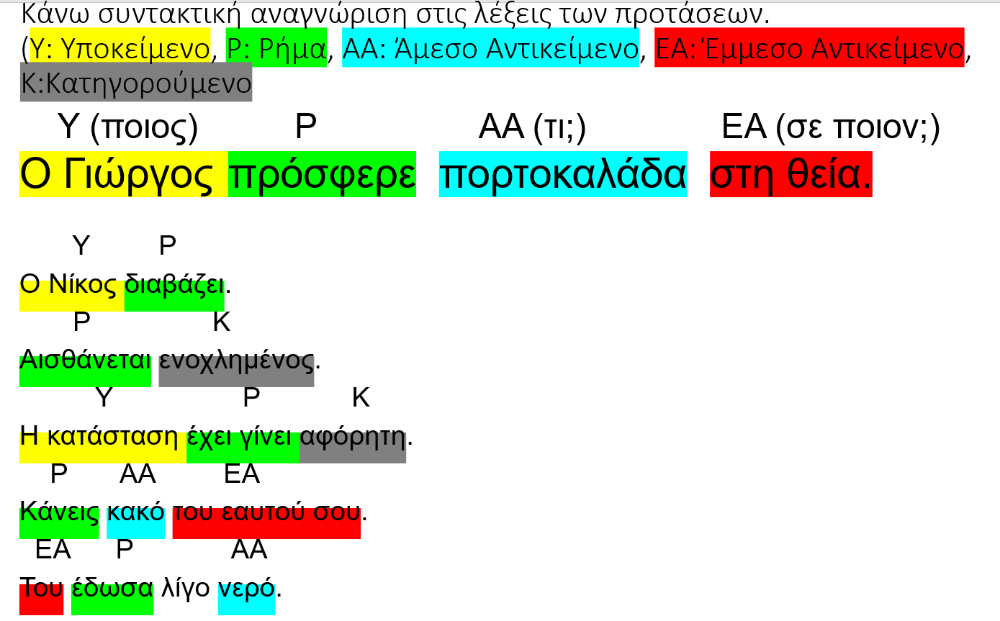 Κάνω συντακτική αναγνώριση στις λέξεις των προτάσεων.
(Υ: Υποκείμενο, Ρ: Ρήμα, ΑΑ: Άμεσο Αντικείμενο, ΕΑ: Έμμεσο Αντικείμενο,
Κ:Κατηγορούμενο
Υ (ποιος) Ρ ΑΑ (τι;) ΕΑ (σε ποιον;)
Ο Γιώργος πρόσφερε πορτοκαλάδα στη θεία.
Υ Ρ
Ο Νίκος διαβάζει.
Ρ Κ
Αισθάνεται ενοχλημένος.
Υ Ρ Κ
Η κατάσταση έχει γίνει αφόρητη.
Ρ ΑΑ ΕΑ
Κάνεις κακό του εαυτού σου.
ΕΑ Ρ ΑΑ
Του έδωσα λίγο νερό.